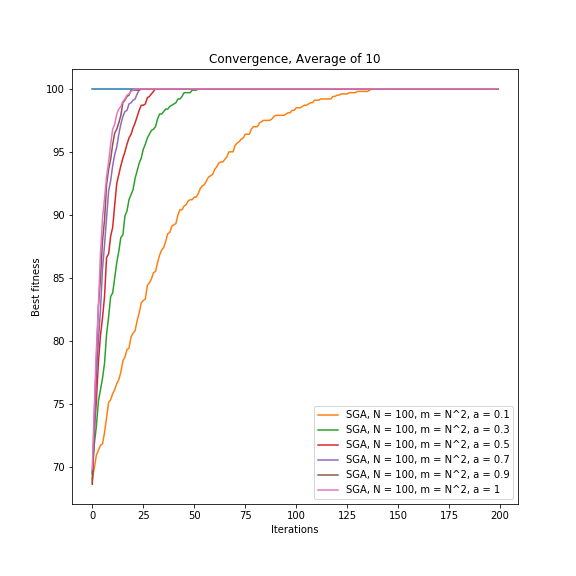 Convergence, Average of 10
Best fitness
100
95
90
85
80
75
70
SGA, N = 100, m = N^2, a = 0.1
SGA, N = 100, m = N^2, a = 0.3
SGA, N = 100, m = N^2, a = 0.5
SGA, N = 100, m = N^2, a = 0.7
SGA, N = 100, m = N^2, a = 0.9
SGA, N = 100, m = N^2, a = 1
0 25 50 75 100 125 150 175 200
Iterations